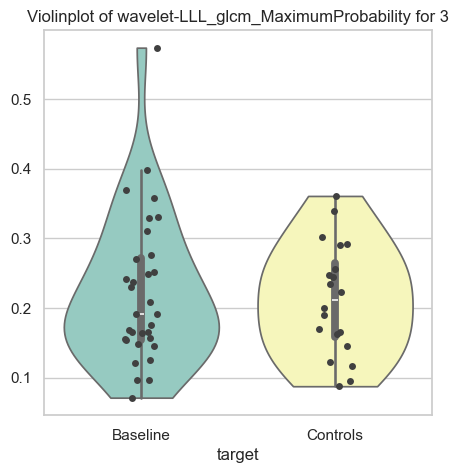 Violinplot of wavelet-LLL_glcm_MaximumProbability for 3
0.5
0.4
0.3
0.2
0.1
Baseline
Controls
target